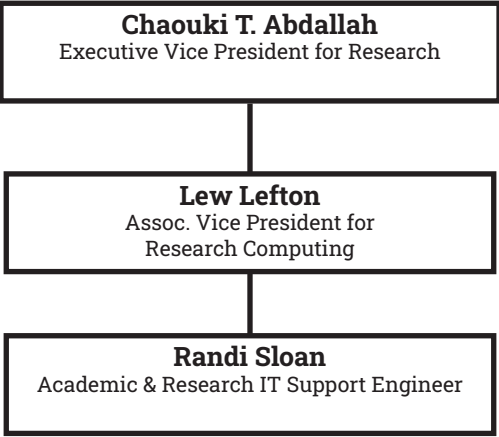 Chaouki T. Abdallah
Executive Vice President for Research
Lew Lefton
Assoc. Vice President for
Research Computing
Randi Sloan
Academic & Research IT Support Engineer